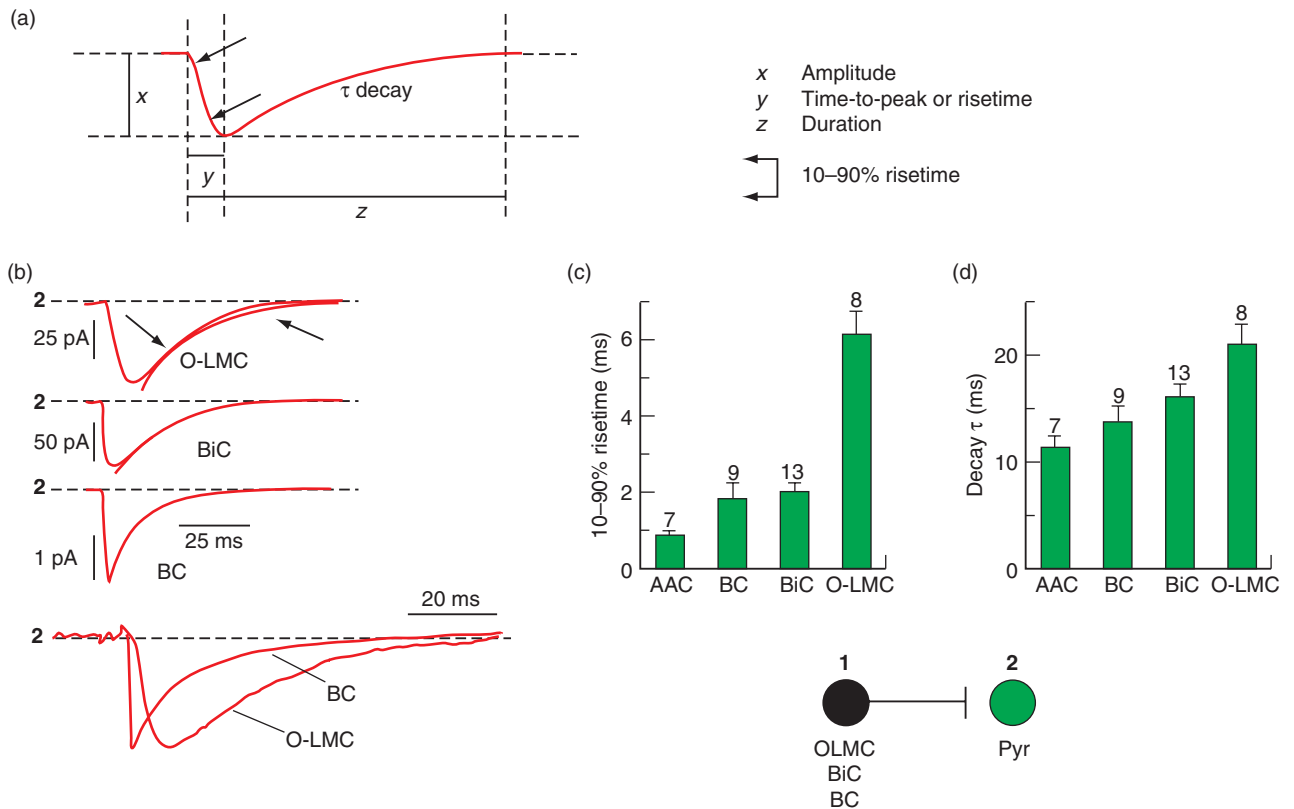 (a)
x
τ decay
y
z
x Amplitude
y Time-to-peak or risetime
z Duration
10–90% risetime
(b)
2
25 pA
O-LMC
2
50 pA
BiC
2
25 ms
1 pA
BC
20 ms
2
BC
O-LMC
(c)
10–90% risetime (ms)
6
4
2
0
7
9
13
8
AAC BC BiC O-LMC
(d)
Decay τ (ms)
20
10
0
7
9
13
8
AAC BC BiC O-LMC
1 2
OLMC Pyr
BiC
BC